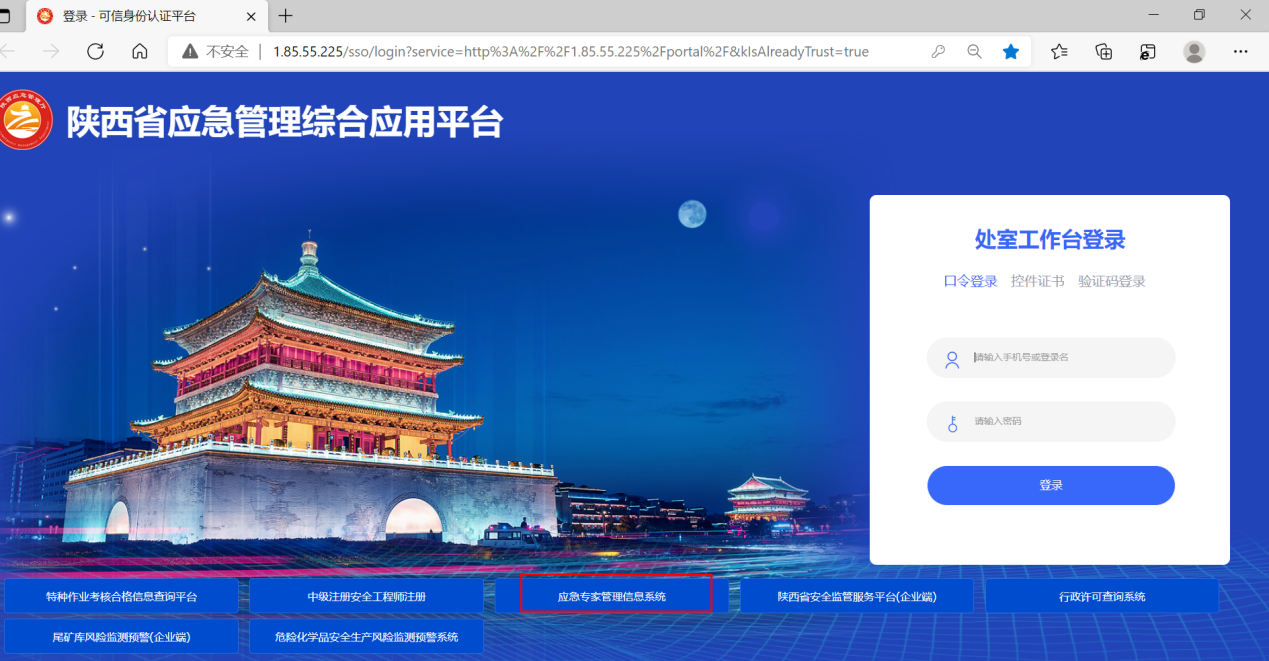 登录 - 可信身份认证平台
不安全 | 1.85.55.225/sso/login?service=http%3A%2F%2F1.85.55.225%2Fportal%2F&kIsAlreadyTrust=true
陕西省应急管理综合应用平台
处室工作台登录
口令登录 控件证书 验证码登录
请输入手机号或登录名
请输入密码
登录
特种作业考核合格信息查询平台 中级注册安全工程师注册 应急专家管理信息系统 陕西省安全监管服务平台(企业端) 行政许可查询系统
尾矿库风险监测预警(企业端) 危险化学品安全生产风险监测预警系统